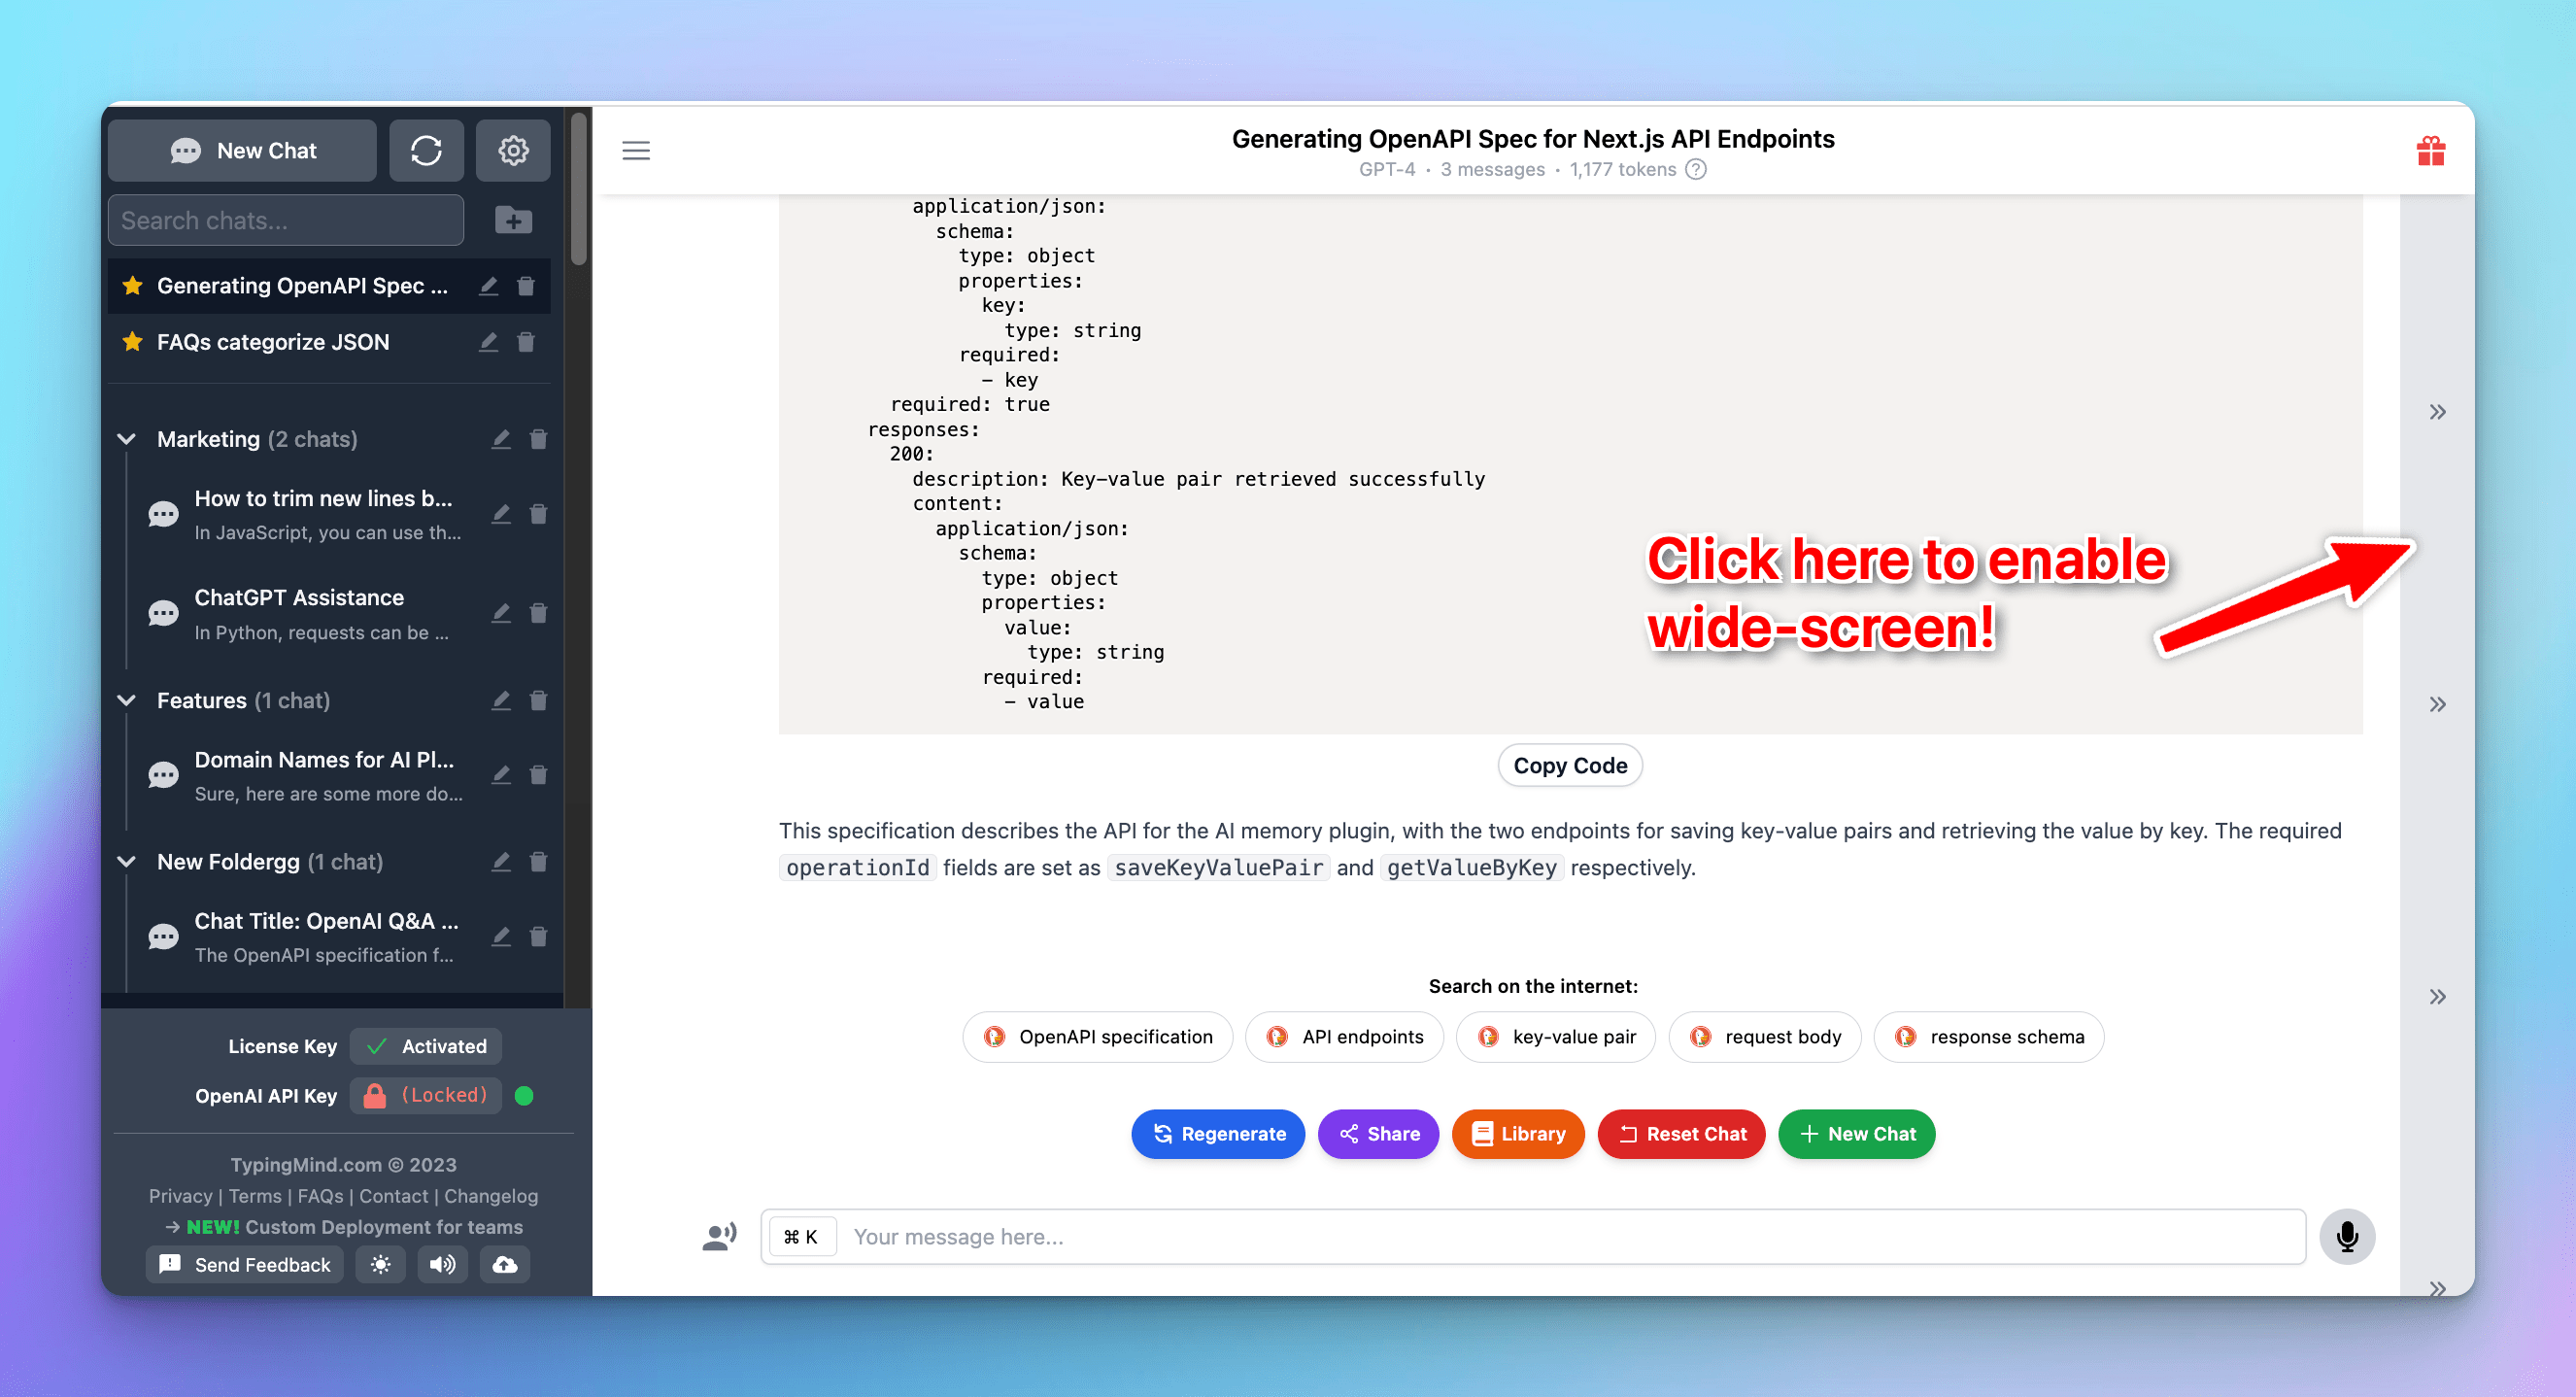 New Chat
Search chats...
Generating OpenAPI Spec ...
FAQs categorize JSON
Marketing (2 chats)
How to trim new lines b...
In JavaScript, you can use th...
ChatGPT Assistance
In Python, requests can be ...
Features (1 chat)
Domain Names for AI Pl...
Sure, here are some more do...
New Foldergg (1 chat)
Chat Title: OpenAI Q&A ...
The OpenAPI specification f...
License Key Activated
OpenAI API Key (Locked)
TypingMind.com © 2023
Privacy | Terms | FAQs | Contact | Changelog
→ NEW! Custom Deployment for teams
Send Feedback
Generating OpenAPI Spec for Next.js API Endpoints
GPT-4 • 3 messages • 1,177 tokens ?
application/json:
schema:
type: object
properties:
key:
type: string
required:
- key
required: true
responses:
200:
description: Key-value pair retrieved successfully
content:
application/json:
schema:
type: object
properties:
value:
type: string
required:
- value
Click here to enable
wide-screen!
Copy Code
This specification describes the API for the AI memory plugin, with the two endpoints for saving key-value pairs and retrieving the value by key. The required
operationId fields are set as saveKeyValuePair and getValueByKey respectively.
Search on the internet:
OpenAPI specification API endpoints key-value pair request body response schema
Regenerate Share Library Reset Chat New Chat
⌘ K Your message here...